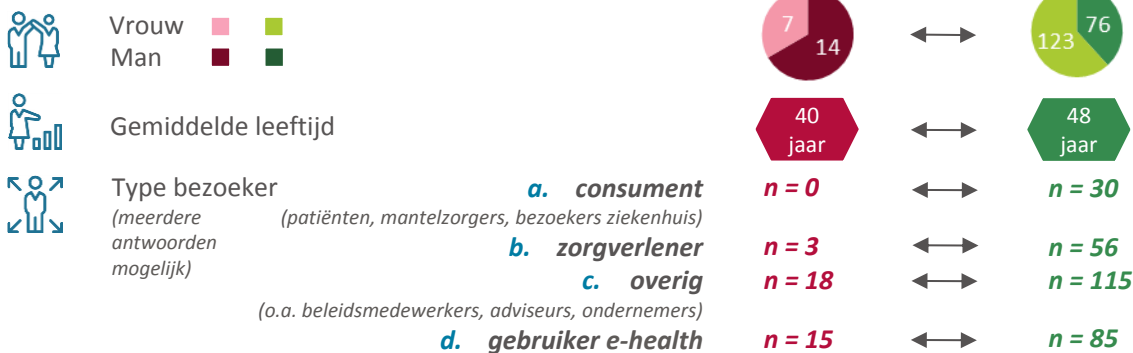 Vrouw
Man
7
14
123
76
Gemiddelde leeftijd
40
jaar
48
jaar
Type bezoeker
(meerdere
antwoorden
mogelijk)
a. consument n = 0 n = 30
(patiënten, mantelzorgers, bezoekers ziekenhuis)
b. zorgverlener n = 3 n = 56
c. overig n = 18 n = 115
(o.a. beleidsmedewerkers, adviseurs, ondernemers)
d. gebruiker e-health n = 15 n = 85